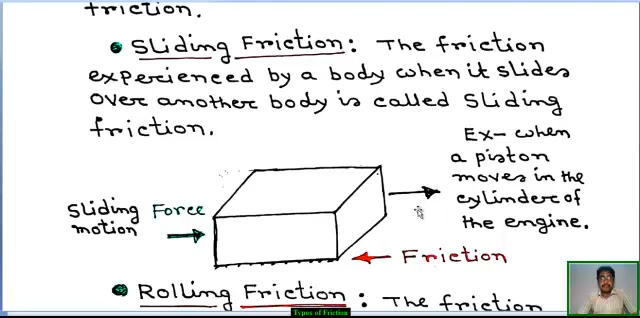 friction.
Sliding Friction: The friction
experienced by a body when it slides
over another body is called sliding
friction.
Ex- when
a piston
moves in the
cylinder of
the engine.
Sliding Force
motion
Friction
Rolling Friction: The friction
Types of Friction